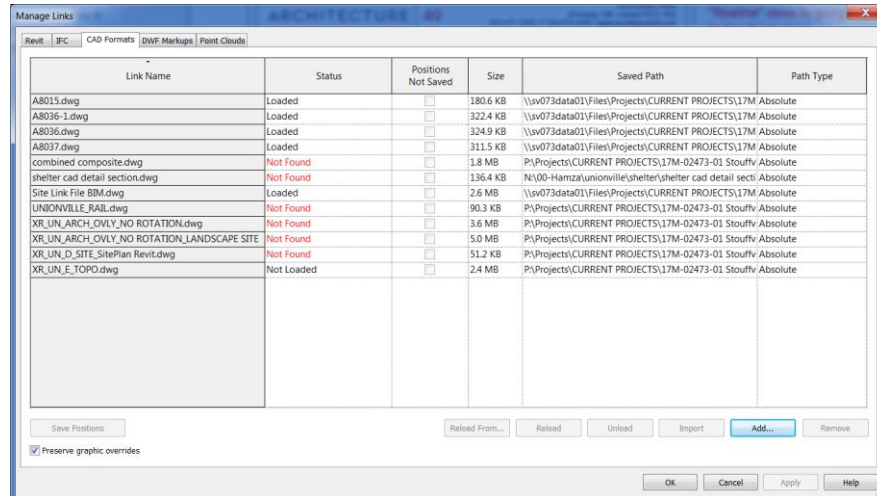 Manage Links
ARCHITECTURE 40
Revit IFC CAD Formats DWF Markups Point Clouds
Link Name Status Positions Not Saved Size Saved Path Path Type
A8015.dwg Loaded 180.6 KB \\sv073data01\Files\Projects\CURRENT PROJECTS\17M Absolute
A8036-1.dwg Loaded 322.4 KB \\sv073data01\Files\Projects\CURRENT PROJECTS\17M Absolute
A8036.dwg Loaded 324.9 KB \\sv073data01\Files\Projects\CURRENT PROJECTS\17M Absolute
A8037.dwg Loaded 311.5 KB \\sv073data01\Files\Projects\CURRENT PROJECTS\17M Absolute
combined composite.dwg Not Found 1.8 MB P:\Projects\CURRENT PROJECTS\17M-02473-01 Stouffv Absolute
shelter cad detail section.dwg Not Found 136.4 KB N:\00-Hamza\unionville\shelter\shelter cad detail secti Absolute
Site Link File BIM.dwg Loaded 2.6 MB \\sv073data01\Files\Projects\CURRENT PROJECTS\17M Absolute
UNIONVILLE_RAIL.dwg Not Found 90.3 KB P:\Projects\CURRENT PROJECTS\17M-02473-01 Stouffv Absolute
XR_UN_ARCH_OVLY_NO ROTATION.dwg Not Found 3.6 MB P:\Projects\CURRENT PROJECTS\17M-02473-01 Stouffv Absolute
XR_UN_ARCH_OVLY_NO ROTATION_LANDSCAPE SITE Not Found 5.0 MB P:\Projects\CURRENT PROJECTS\17M-02473-01 Stouffv Absolute
XR_UN_D_SITE_SitePlan Revit.dwg Not Found 51.2 KB P:\Projects\CURRENT PROJECTS\17M-02473-01 Stouffv Absolute
XR_UN_E_TOPO.dwg Not Loaded 2.4 MB P:\Projects\CURRENT PROJECTS\17M-02473-01 Stouffv Absolute
Save Positions Reload From... Reload Unload Import Add... Remove
Preserve graphic overrides
OK Cancel Apply Help